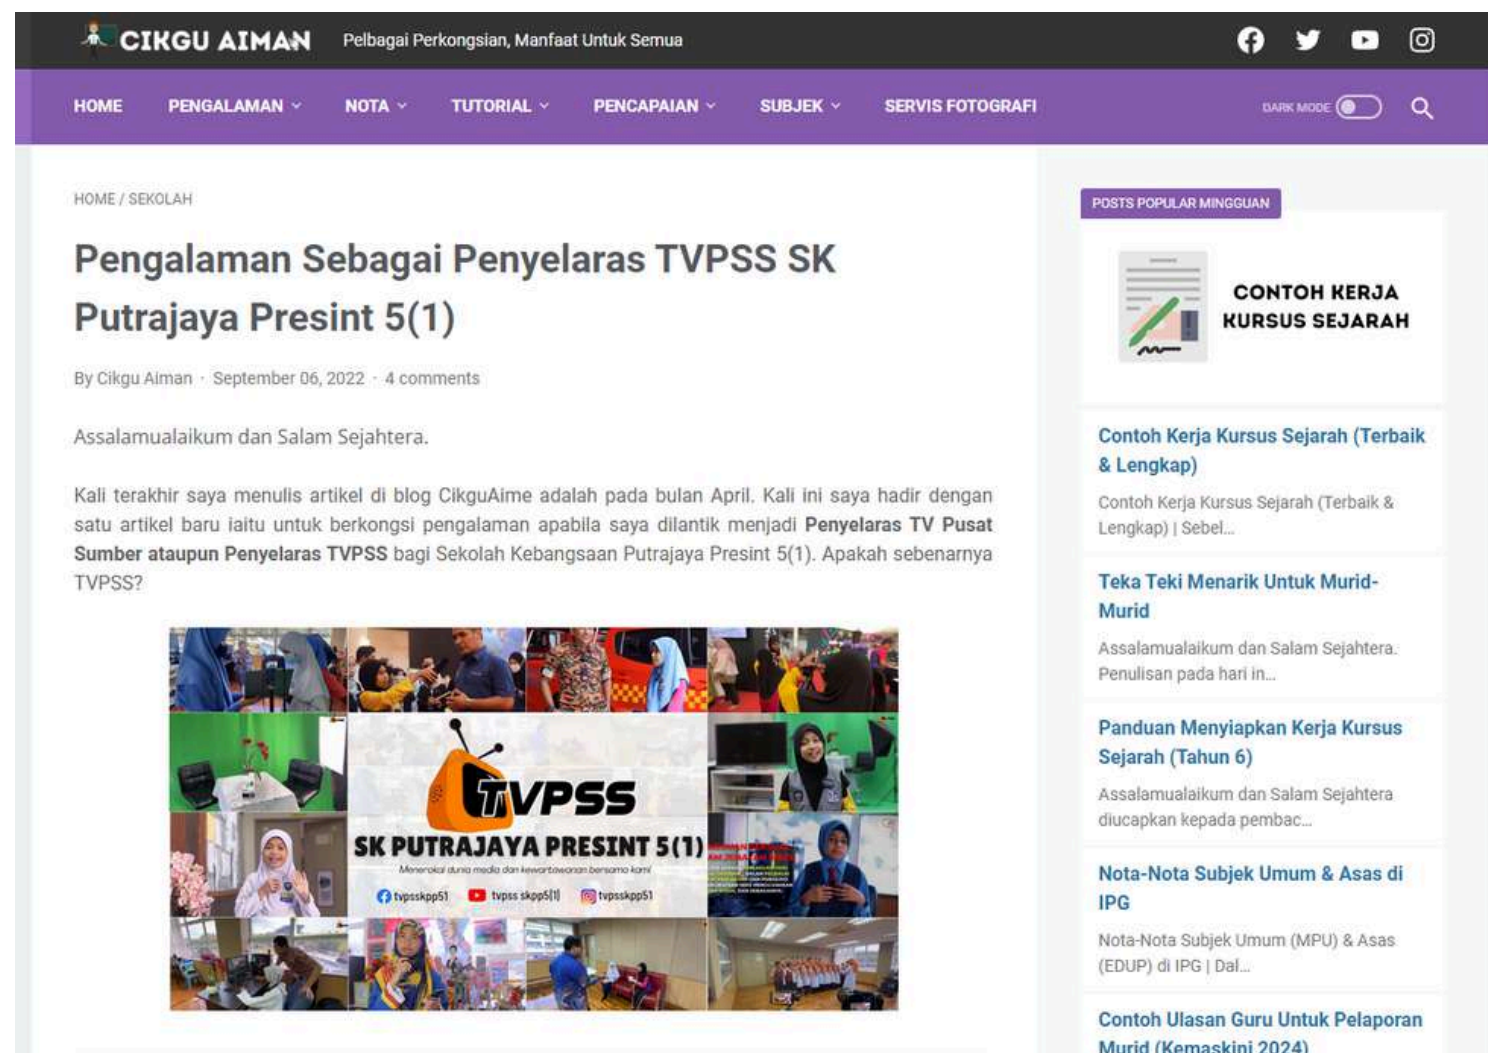 CIKGU AIMAN
Pelbagai Perkongsian, Manfaat Untuk Semua
HOME PENGALAMAN NOTA TUTORIAL PENCAPAIAN SUBJEK SERVIS FOTOGRAFI
DARK MODE
HOME / SEKOLAH
Pengalaman Sebagai Penyelaras TVPSS SK
Putrajaya Presint 5(1)
By Cikgu Aiman · September 06, 2022 · 4 comments
Assalamualaikum dan Salam Sejahtera.
Kali terakhir saya menulis artikel di blog CikguAime adalah pada bulan April. Kali ini saya hadir dengan
satu artikel baru iaitu untuk berkongsi pengalaman apabila saya dilantik menjadi Penyelaras TV Pusat
Sumber ataupun Penyelaras TVPSS bagi Sekolah Kebangsaan Putrajaya Presint 5(1). Apakah sebenarnya
TVPSS?
TVPSS
SK PUTRAJAYA PRESINT 5(1)
Menerokai dunia media dan kewartawanan bersama kami
tvpsskpp51 tvpss skpp5(1) tvpsskpp51
POSTS POPULAR MINGGUAN
CONTOH KERJA
KURSUS SEJARAH
Contoh Kerja Kursus Sejarah (Terbaik
& Lengkap)
Contoh Kerja Kursus Sejarah (Terbaik &
Lengkap) | Sebel...
Teka Teki Menarik Untuk Murid-
Murid
Assalamualaikum dan Salam Sejahtera.
Penulisan pada hari in...
Panduan Menyiapkan Kerja Kursus
Sejarah (Tahun 6)
Assalamualaikum dan Salam Sejahtera
diucapkan kepada pembac...
Nota-Nota Subjek Umum & Asas di
IPG
Nota-Nota Subjek Umum (MPU) & Asas
(EDUP) di IPG | Dal...
Contoh Ulasan Guru Untuk Pelaporan
Murid (Kemaskini 2024)